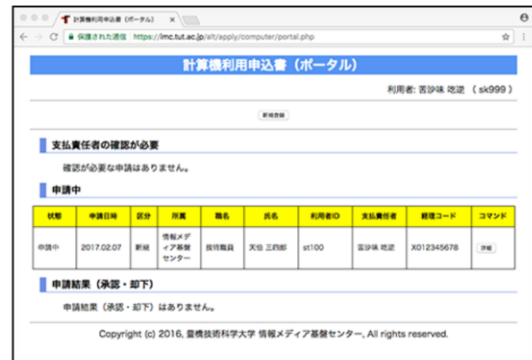 計算機利用申込書（ポータル）
保護された通信 https://imc.tut.ac.jp/alt/apply/computer/portal.php
計算機利用申込書（ポータル）
利用者: 苦沙味 吃逆 （ sk999 ）
新規登録
支払責任者の確認が必要
確認が必要な申請はありません。
申請中
状態 申請日時 区分 所属 職名 氏名 利用者ID 支払責任者 経理コード コマンド
申請中 2017.02.07 新規 情報メディア基盤センター 技術職員 天伯 三四郎 st100 苦沙味 吃逆 X012345678 詳細
申請結果（承認・却下）
申請結果（承認・却下）はありません。
Copyright (c) 2016, 豊橋技術科学大学 情報メディア基盤センター, All rights reserved.